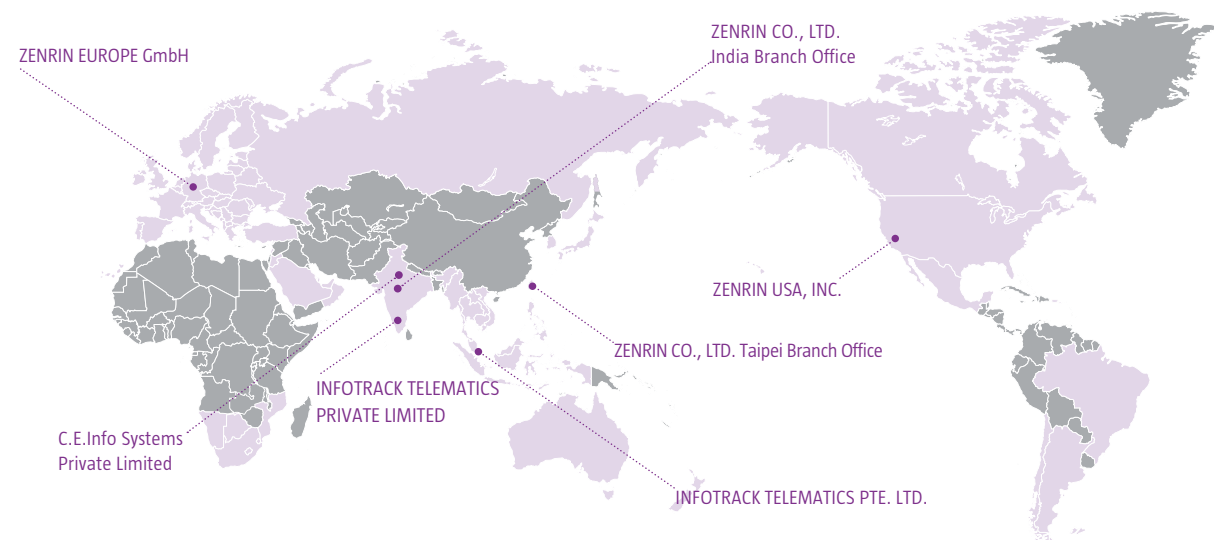 ZENRIN EUROPE GmbH
ZENRIN CO., LTD.
India Branch Office
ZENRIN USA, INC.
ZENRIN CO., LTD. Taipei Branch Office
INFOTRACK TELEMATICS
PRIVATE LIMITED
C.E.Info Systems
Private Limited
INFOTRACK TELEMATICS PTE. LTD.